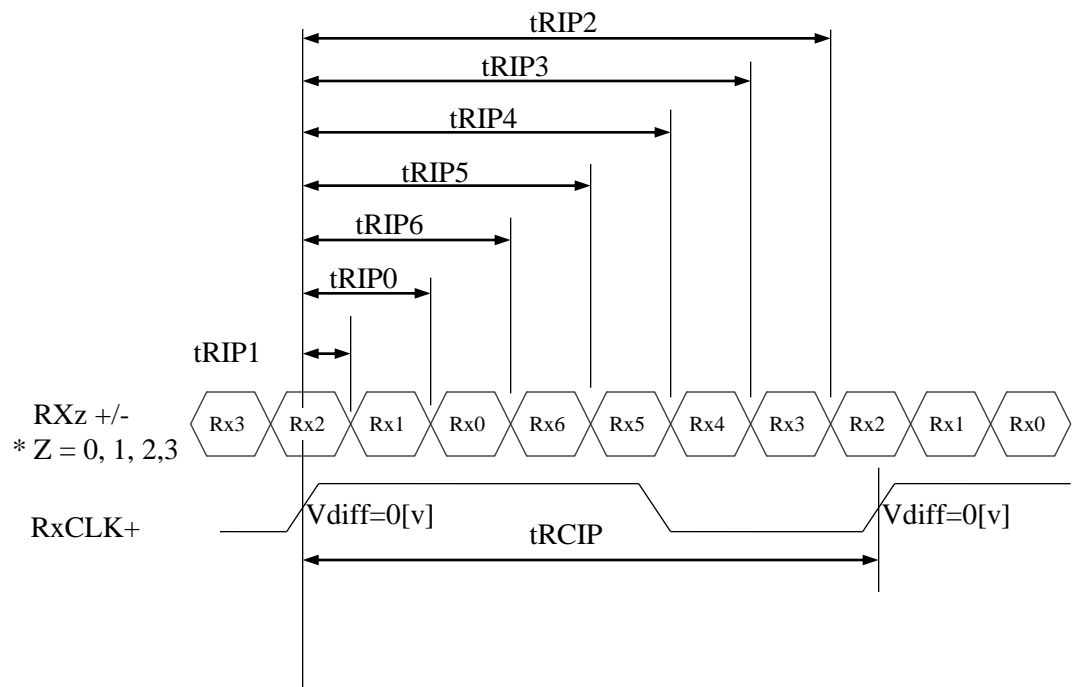 tRIP2
tRIP3
tRIP4
tRIP5
tRIP6
tRIP0
tRIP1
RXz +/-
* Z = 0, 1, 2,3
Rx3 Rx2 Rx1 Rx0 Rx6 Rx5 Rx4 Rx3 Rx2 Rx1 Rx0
RxCLK+
Vdiff=0[v] Vdiff=0[v]
tRCIP